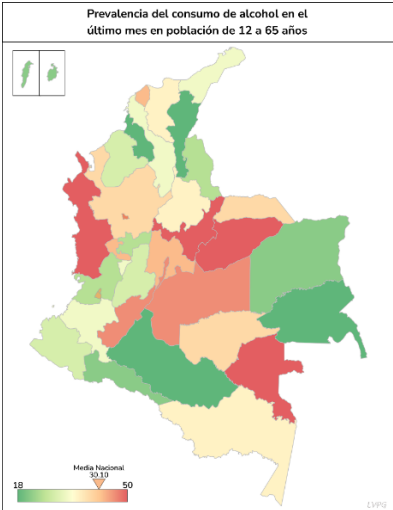 Prevalencia del consumo de alcohol en el
último mes en población de 12 a 65 años
Media Nacional
30.10
18
50
LVPG